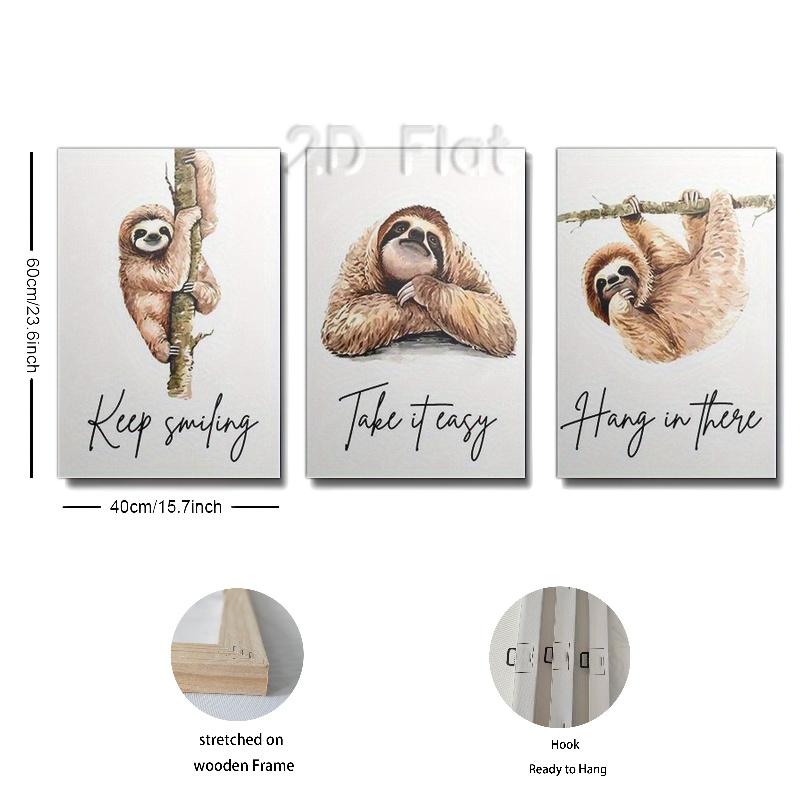 2.D Flat
60cm/23.6inch
Keep smiling
Take it easy
Hang in there
40cm/15.7inch
stretched on
wooden Frame
Hook
Ready to Hang